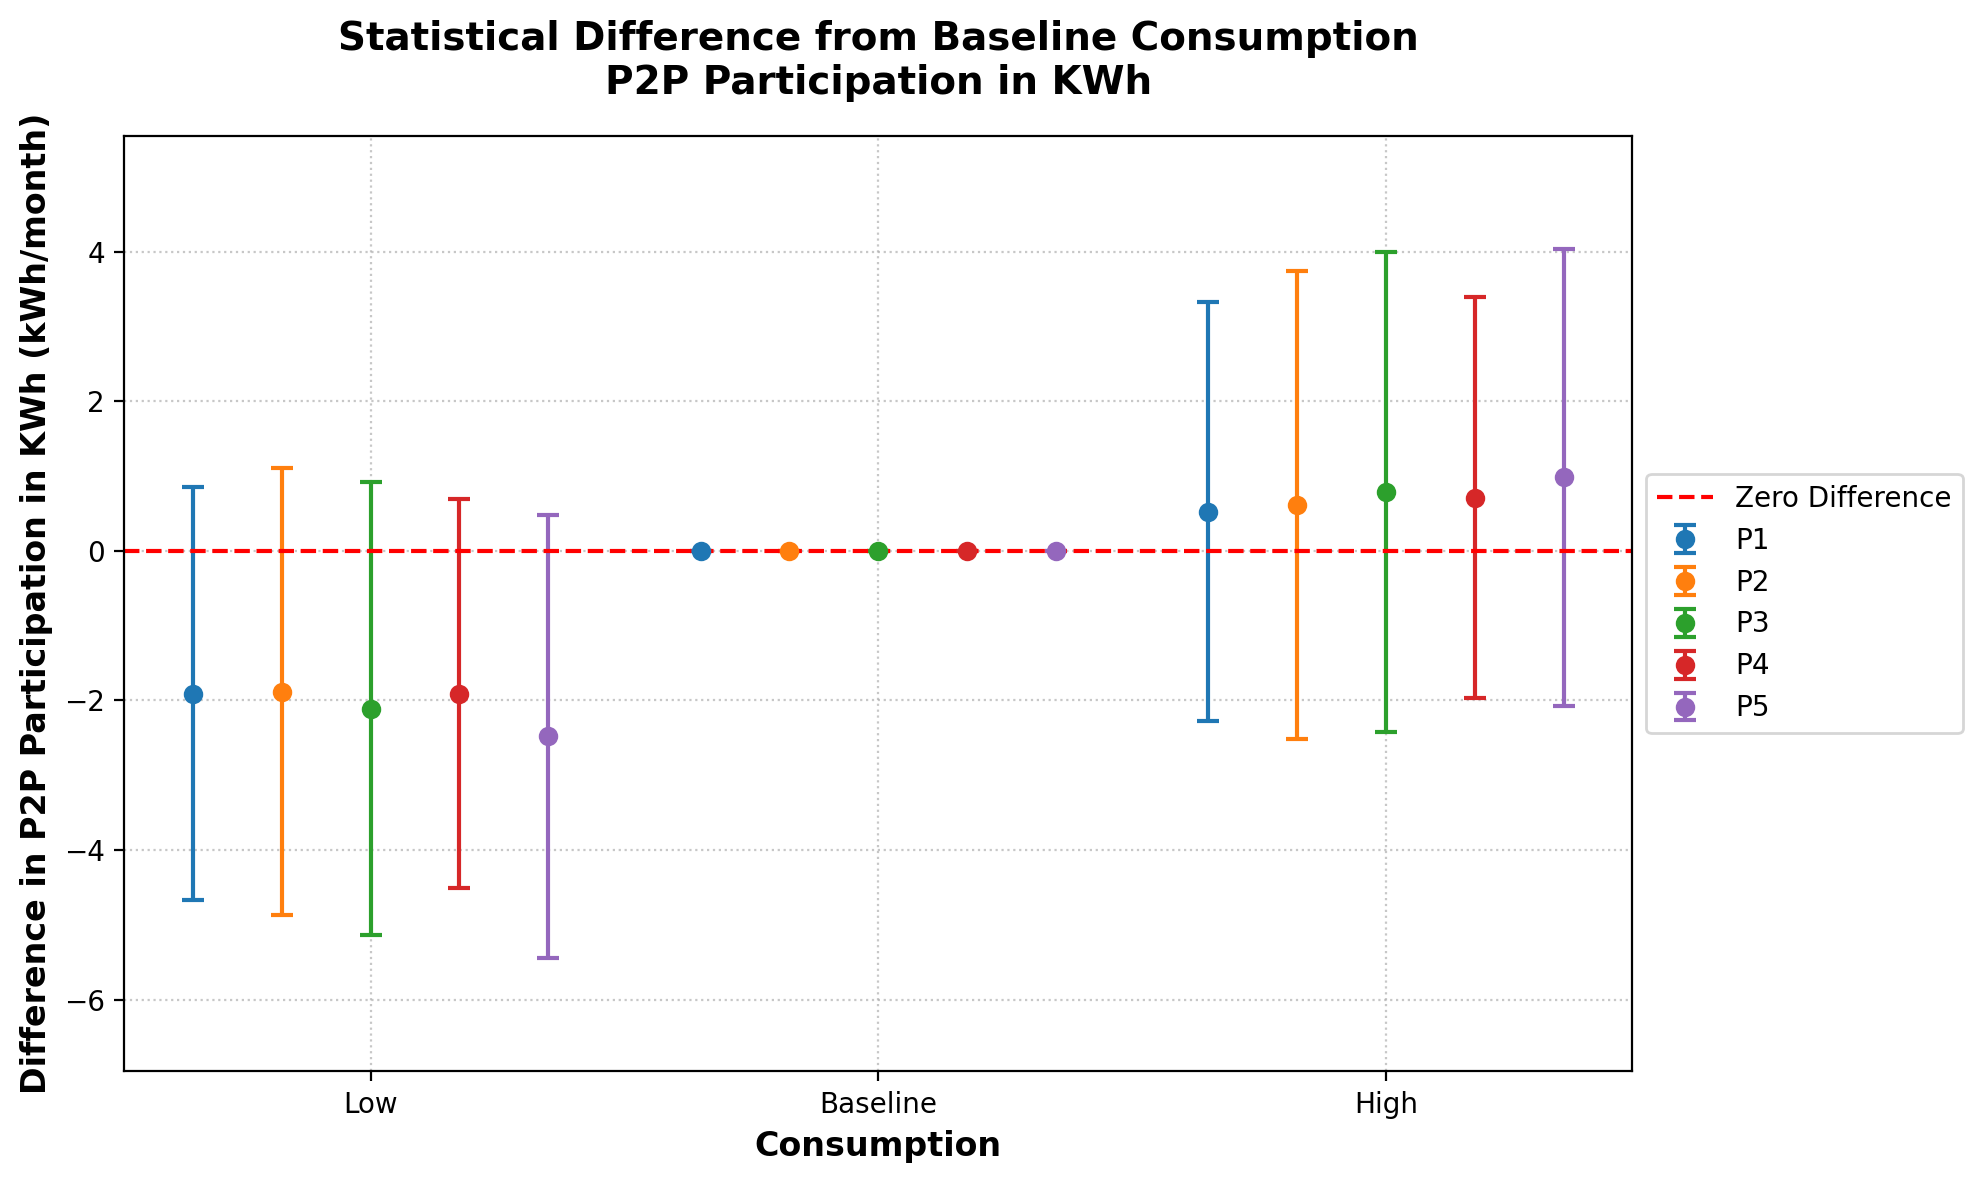 Statistical Difference from Baseline Consumption
P2P Participation in KWh
Difference in P2P Participation in KWh (kWh/month)
4
2
0
−2
−4
−6
Low
Baseline
High
Consumption
Zero Difference
P1
P2
P3
P4
P5